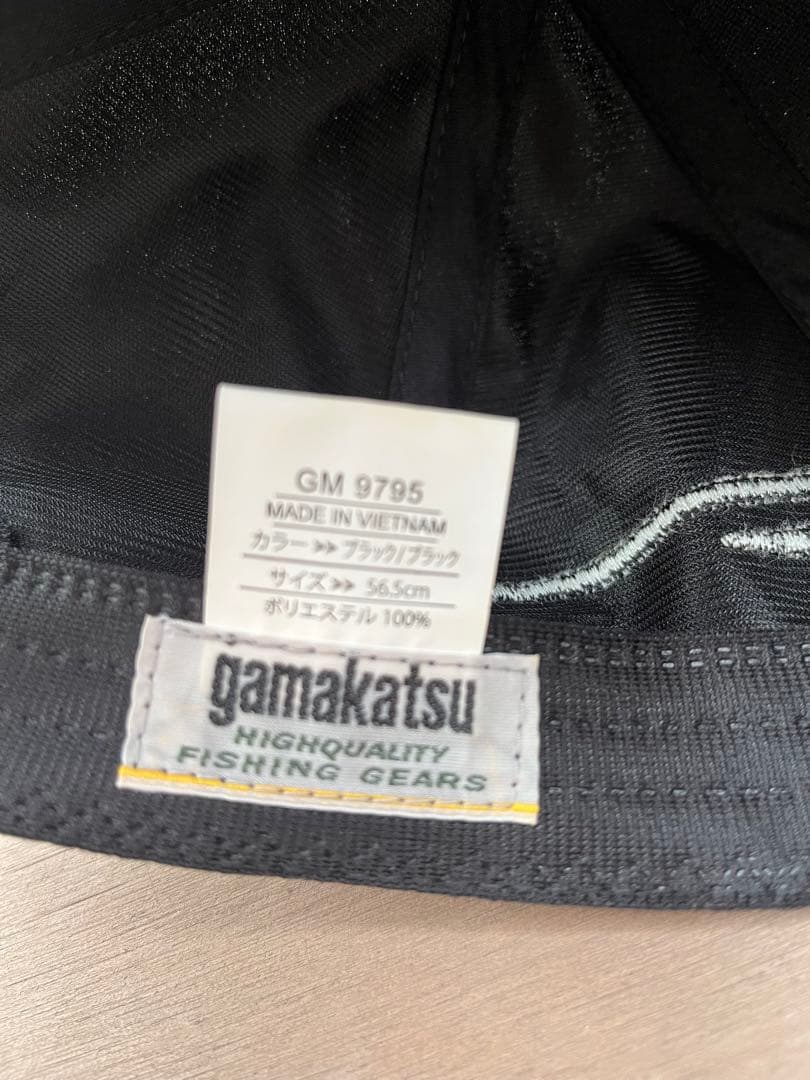 GM 9795
MADE IN VIETNAM
カラー >> ブラック/ブラック
サイズ >> 56.5cm
ポリエステル 100%
gamakatsu
HIGHQUALITY
FISHING GEARS